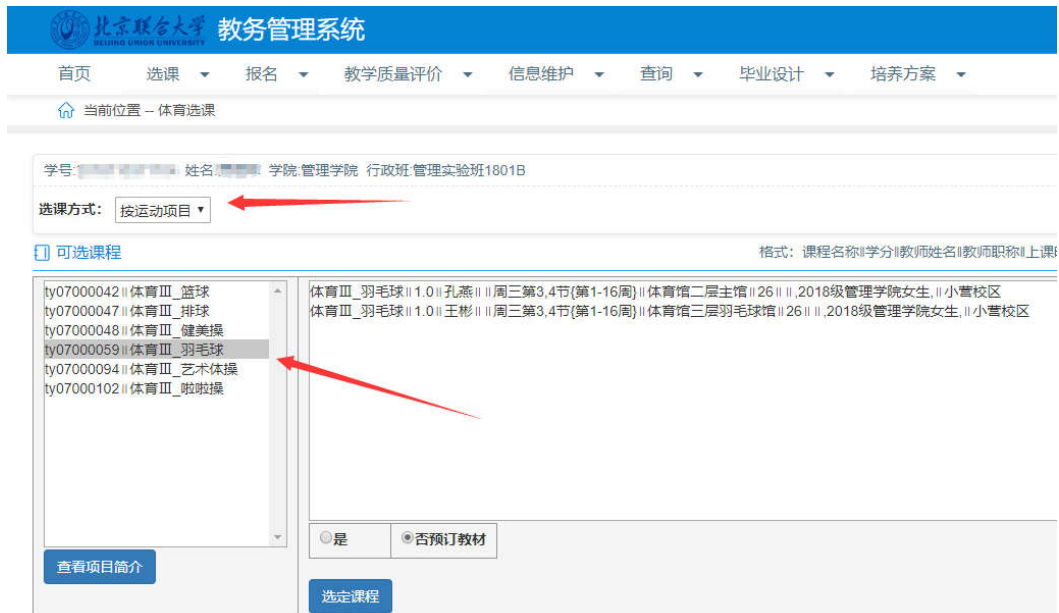 北京联合大学 教务管理系统
BEIJING UNION UNIVERSITY
首页 选课 报名 教学质量评价 信息维护 查询 毕业设计 培养方案
当前位置 -- 体育选课
学号: 姓名: 学院:管理学院 行政班:管理实验班1801B
选课方式: 按运动项目
可选课程 格式：课程名称‖学分‖教师姓名‖教师职称‖上课
ty07000042‖体育Ⅲ_篮球
ty07000047‖体育Ⅲ_排球
ty07000048‖体育Ⅲ_健美操
ty07000059‖体育Ⅲ_羽毛球
ty07000094‖体育Ⅲ_艺术体操
ty07000102‖体育Ⅲ_啦啦操
体育Ⅲ_羽毛球‖1.0‖孔燕‖‖周三第3,4节{第1-16周}‖体育馆二层主馆‖26‖‖,2018级管理学院女生,‖小营校区
体育Ⅲ_羽毛球‖1.0‖王彬‖‖周三第3,4节{第1-16周}‖体育馆三层羽毛球馆‖26‖‖,2018级管理学院女生,‖小营校区
是 否预订教材
查看项目简介
选定课程